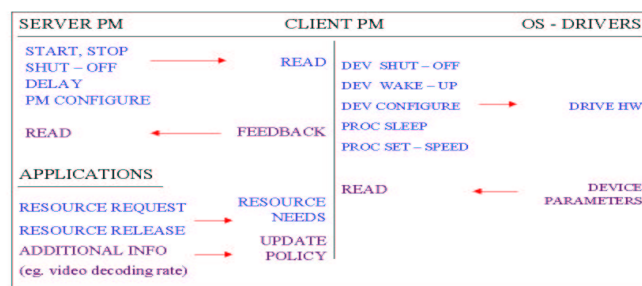 SERVER PM CLIENT PM OS - DRIVERS
START, STOP
SHUT – OFF
DELAY
PM CONFIGURE
READ
DEV SHUT – OFF
DEV WAKE – UP
DEV CONFIGURE
PROC SLEEP
PROC SET – SPEED
DRIVE HW
READ
FEEDBACK
READ
DEVICE
PARAMETERS
APPLICATIONS
RESOURCE REQUEST
RESOURCE RELEASE
RESOURCE
NEEDS
ADDITIONAL INFO
(eg. video decoding rate)
UPDATE
POLICY